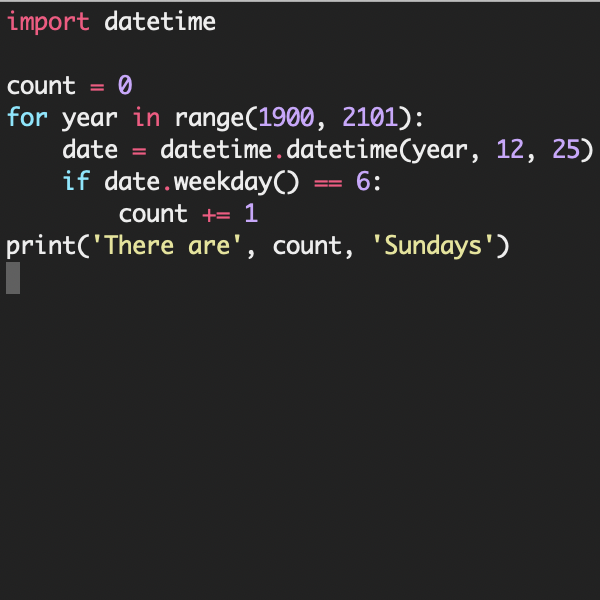 import datetime

count = 0
for year in range(1900, 2101):
    date = datetime.datetime(year, 12, 25)
    if date.weekday() == 6:
        count += 1
print('There are', count, 'Sundays')